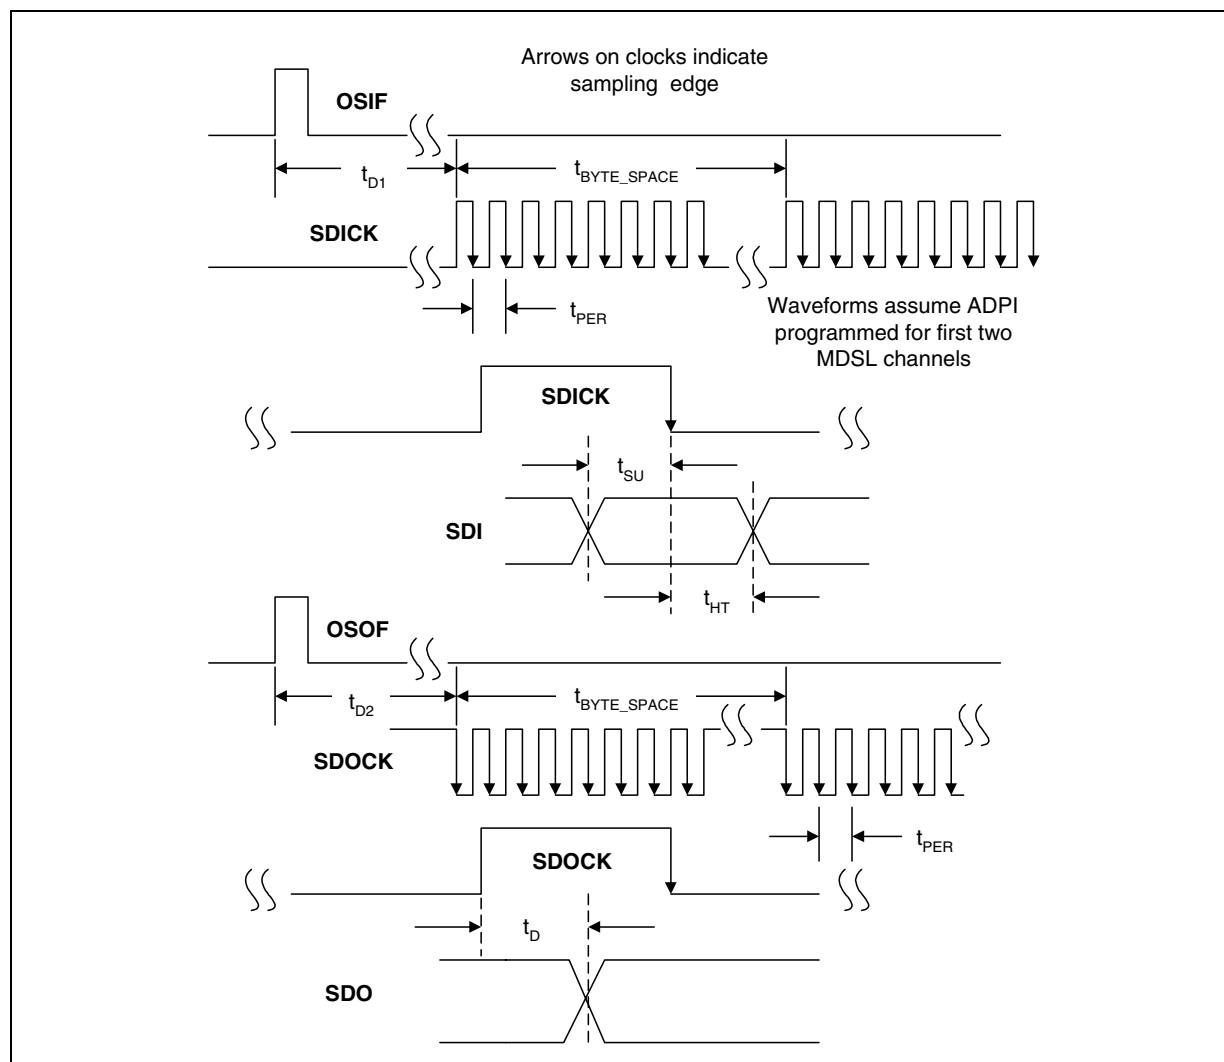 Arrows on clocks indicate
sampling edge
OSIF
tD1
tBYTE_SPACE
SDICK
tPER
Waveforms assume ADPI
programmed for first two
MDSL channels
SDICK
tSU
SDI
tHT
OSOF
tD2
tBYTE_SPACE
SDOCK
tPER
SDOCK
tD
SDO